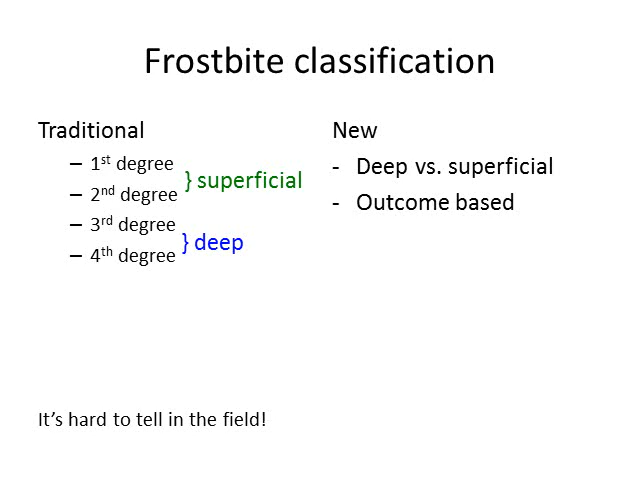 Frostbite classification
Traditional
– 1st degree
– 2nd degree
} superficial
– 3rd degree
– 4th degree
} deep
New
- Deep vs. superficial
- Outcome based
It’s hard to tell in the field!